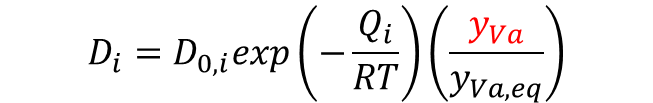 D_i = D_{0,i} exp(−Q_i/RT)(y_{Va}/y_{Va,eq})